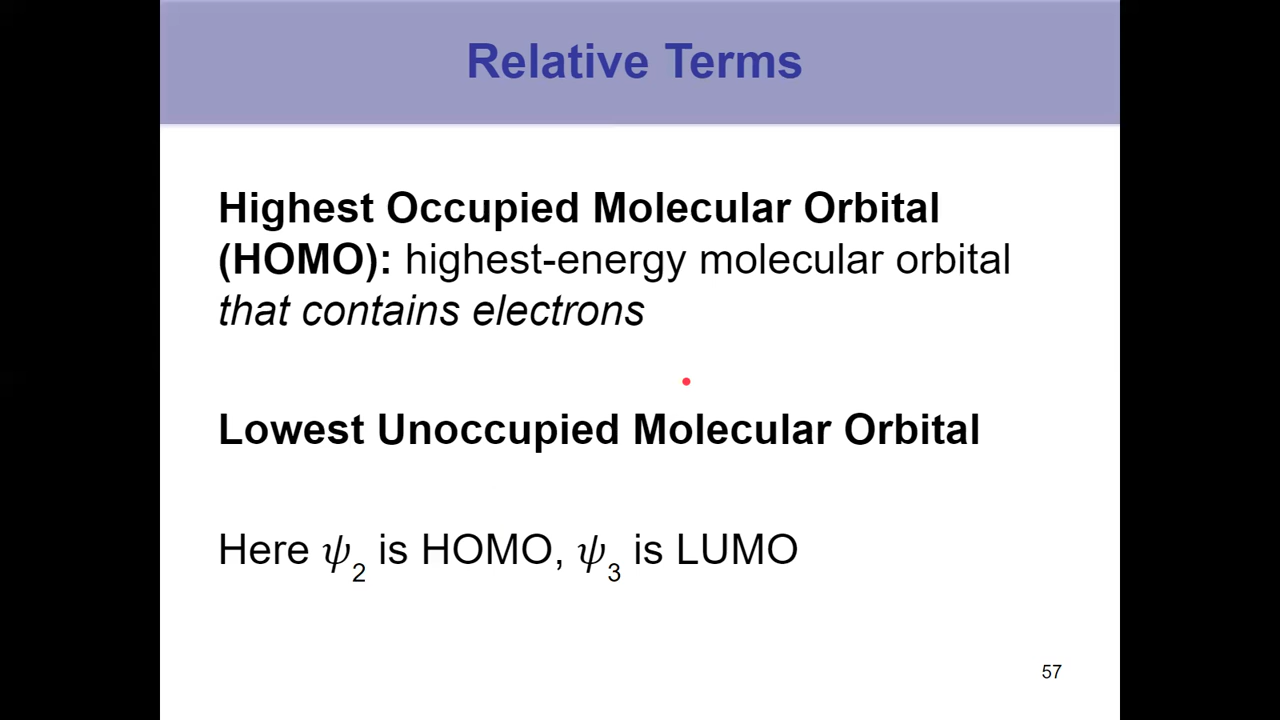 Relative Terms
Highest Occupied Molecular Orbital
(HOMO): highest-energy molecular orbital
that contains electrons
Lowest Unoccupied Molecular Orbital
Here ψ₂ is HOMO, ψ₃ is LUMO
57